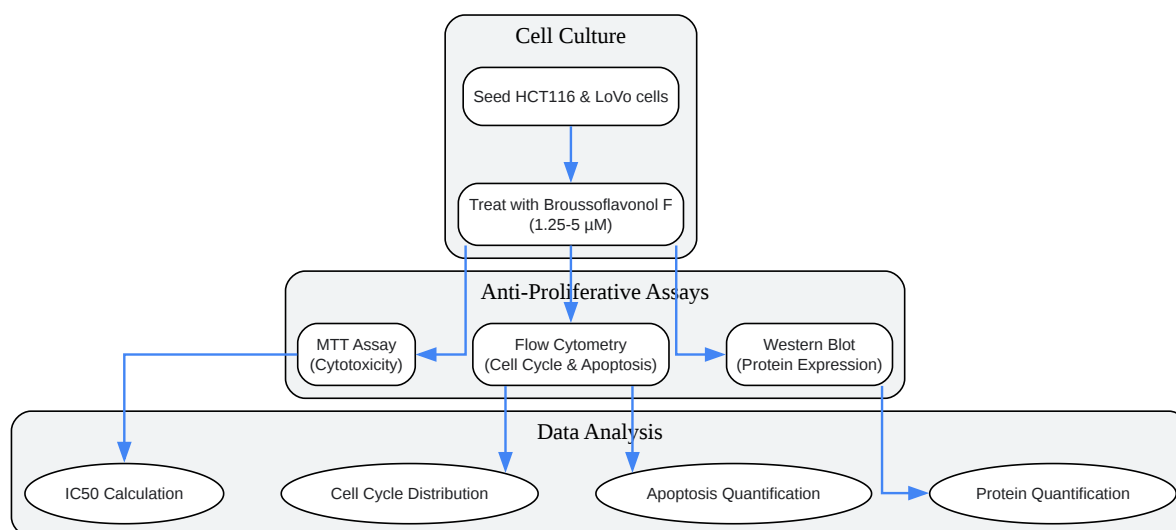 Cell Culture
Seed HCT116 & LoVo cells
Treat with Broussoflavonol F
(1.25-5 µM)
Anti-Proliferative Assays
MTT Assay
(Cytotoxicity)
Flow Cytometry
(Cell Cycle & Apoptosis)
Western Blot
(Protein Expression)
Data Analysis
IC50 Calculation
Cell Cycle Distribution
Apoptosis Quantification
Protein Quantification